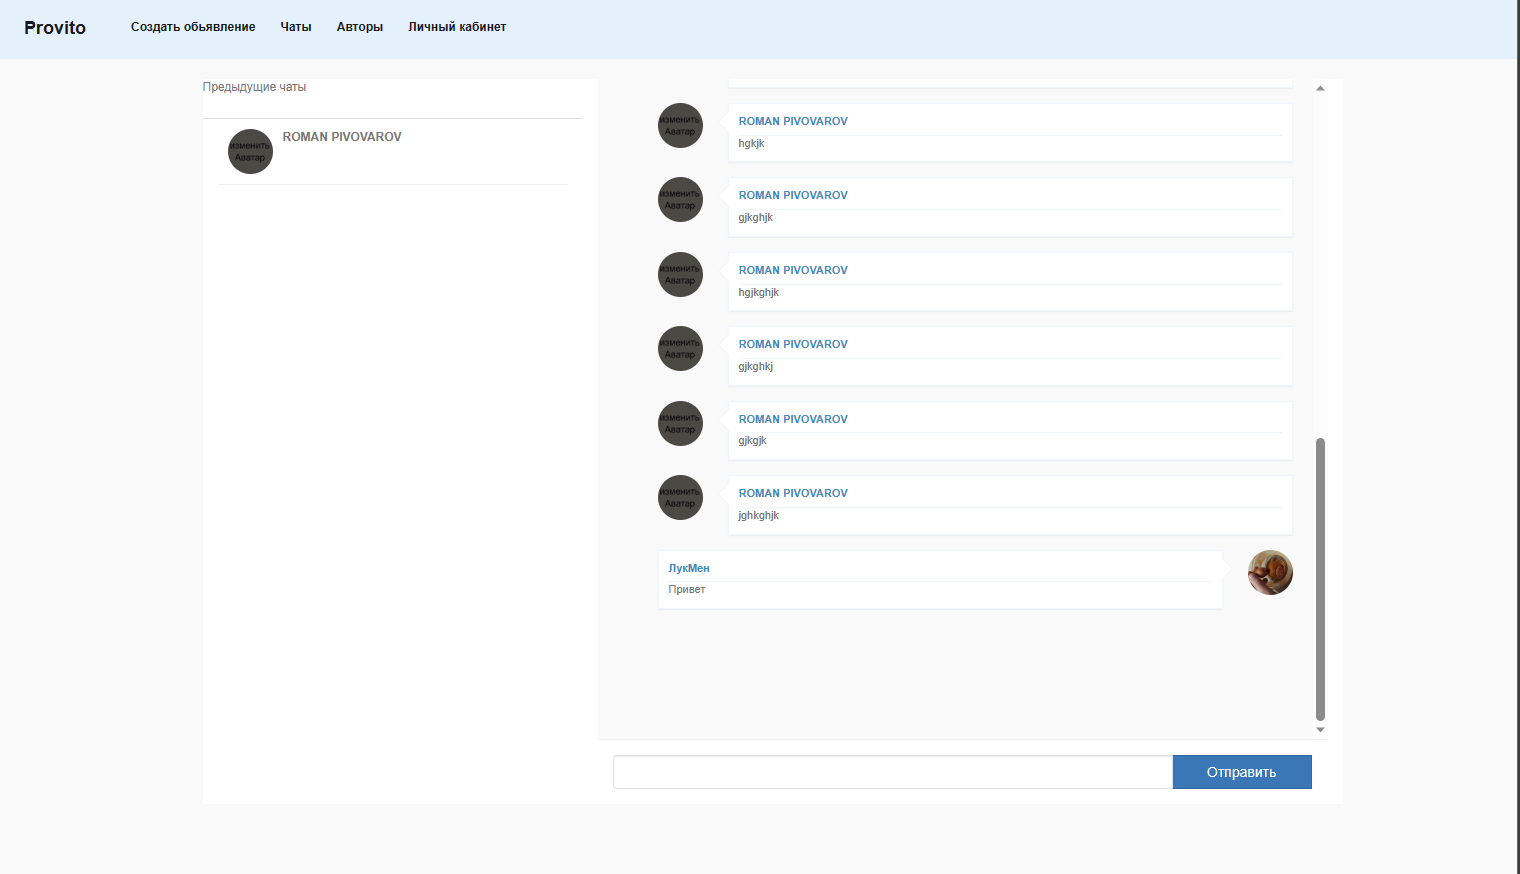 Provito Создать обьявление Чаты Авторы Личный кабинет
Предыдущие чаты
изменить
Аватар
ROMAN PIVOVAROV
изменить
Аватар
ROMAN PIVOVAROV
hgkjk
изменить
Аватар
ROMAN PIVOVAROV
gjkghjk
изменить
Аватар
ROMAN PIVOVAROV
hgjkghjk
изменить
Аватар
ROMAN PIVOVAROV
gjkghkj
изменить
Аватар
ROMAN PIVOVAROV
gjkgjk
изменить
Аватар
ROMAN PIVOVAROV
jghkghjk
ЛукМен
Привет
Отправить